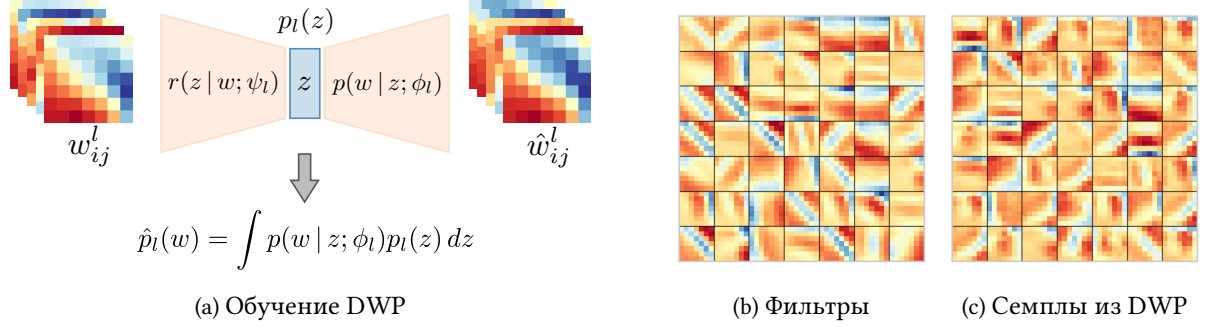 p_l(z)
r(z | w; ψ_l)
z
p(w | z; ϕ_l)
w^l_{ij}
ŵ^l_{ij}
p̂_l(w) = ∫ p(w | z; ϕ_l)p_l(z) dz
(a) Обучение DWP
(b) Фильтры
(c) Семплы из DWP